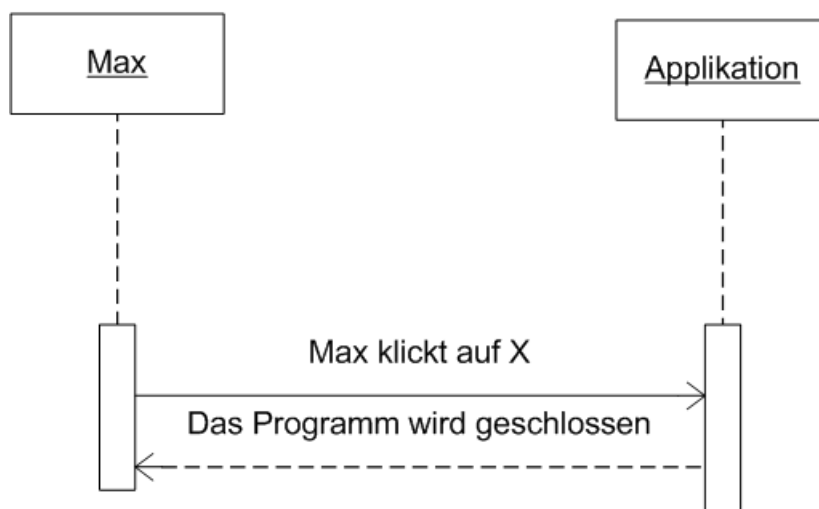 Max
Applikation
Max klickt auf X
Das Programm wird geschlossen